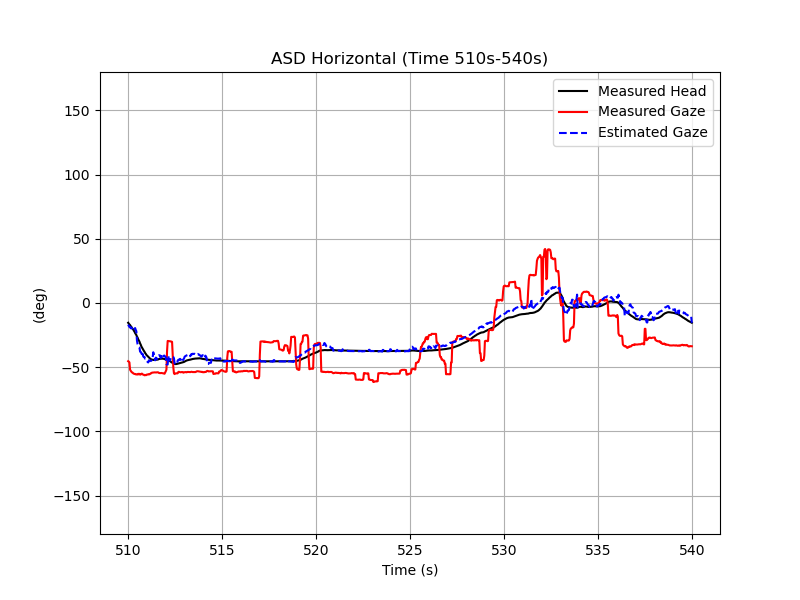 ASD Horizontal (Time 510s-540s)
Measured Head
Measured Gaze
Estimated Gaze
150
100
50
0
−50
−100
−150
(deg)
510 515 520 525 530 535 540
Time (s)